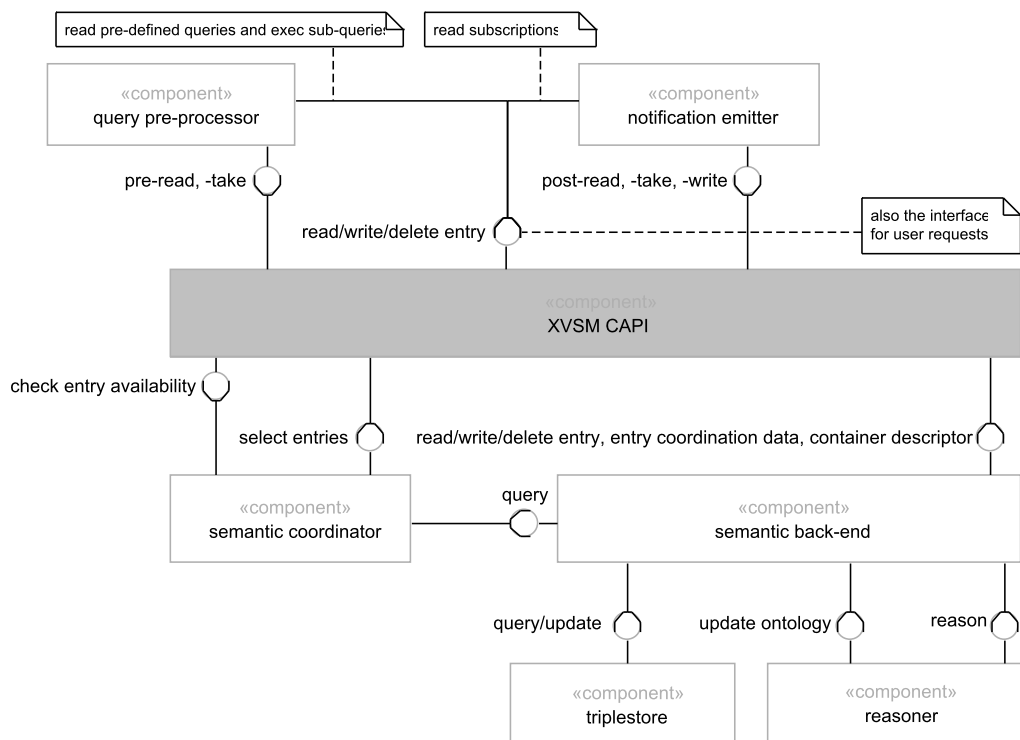 read pre-defined queries and exec sub-queries
read subscriptions
«component»
query pre-processor
«component»
notification emitter
pre-read, -take
post-read, -take, -write
also the interface
for user requests
read/write/delete entry
«component»
XVSM CAPI
check entry availability
select entries
read/write/delete entry, entry coordination data, container descriptor
«component»
semantic coordinator
query
«component»
semantic back-end
query/update
update ontology
reason
«component»
triplestore
«component»
reasoner